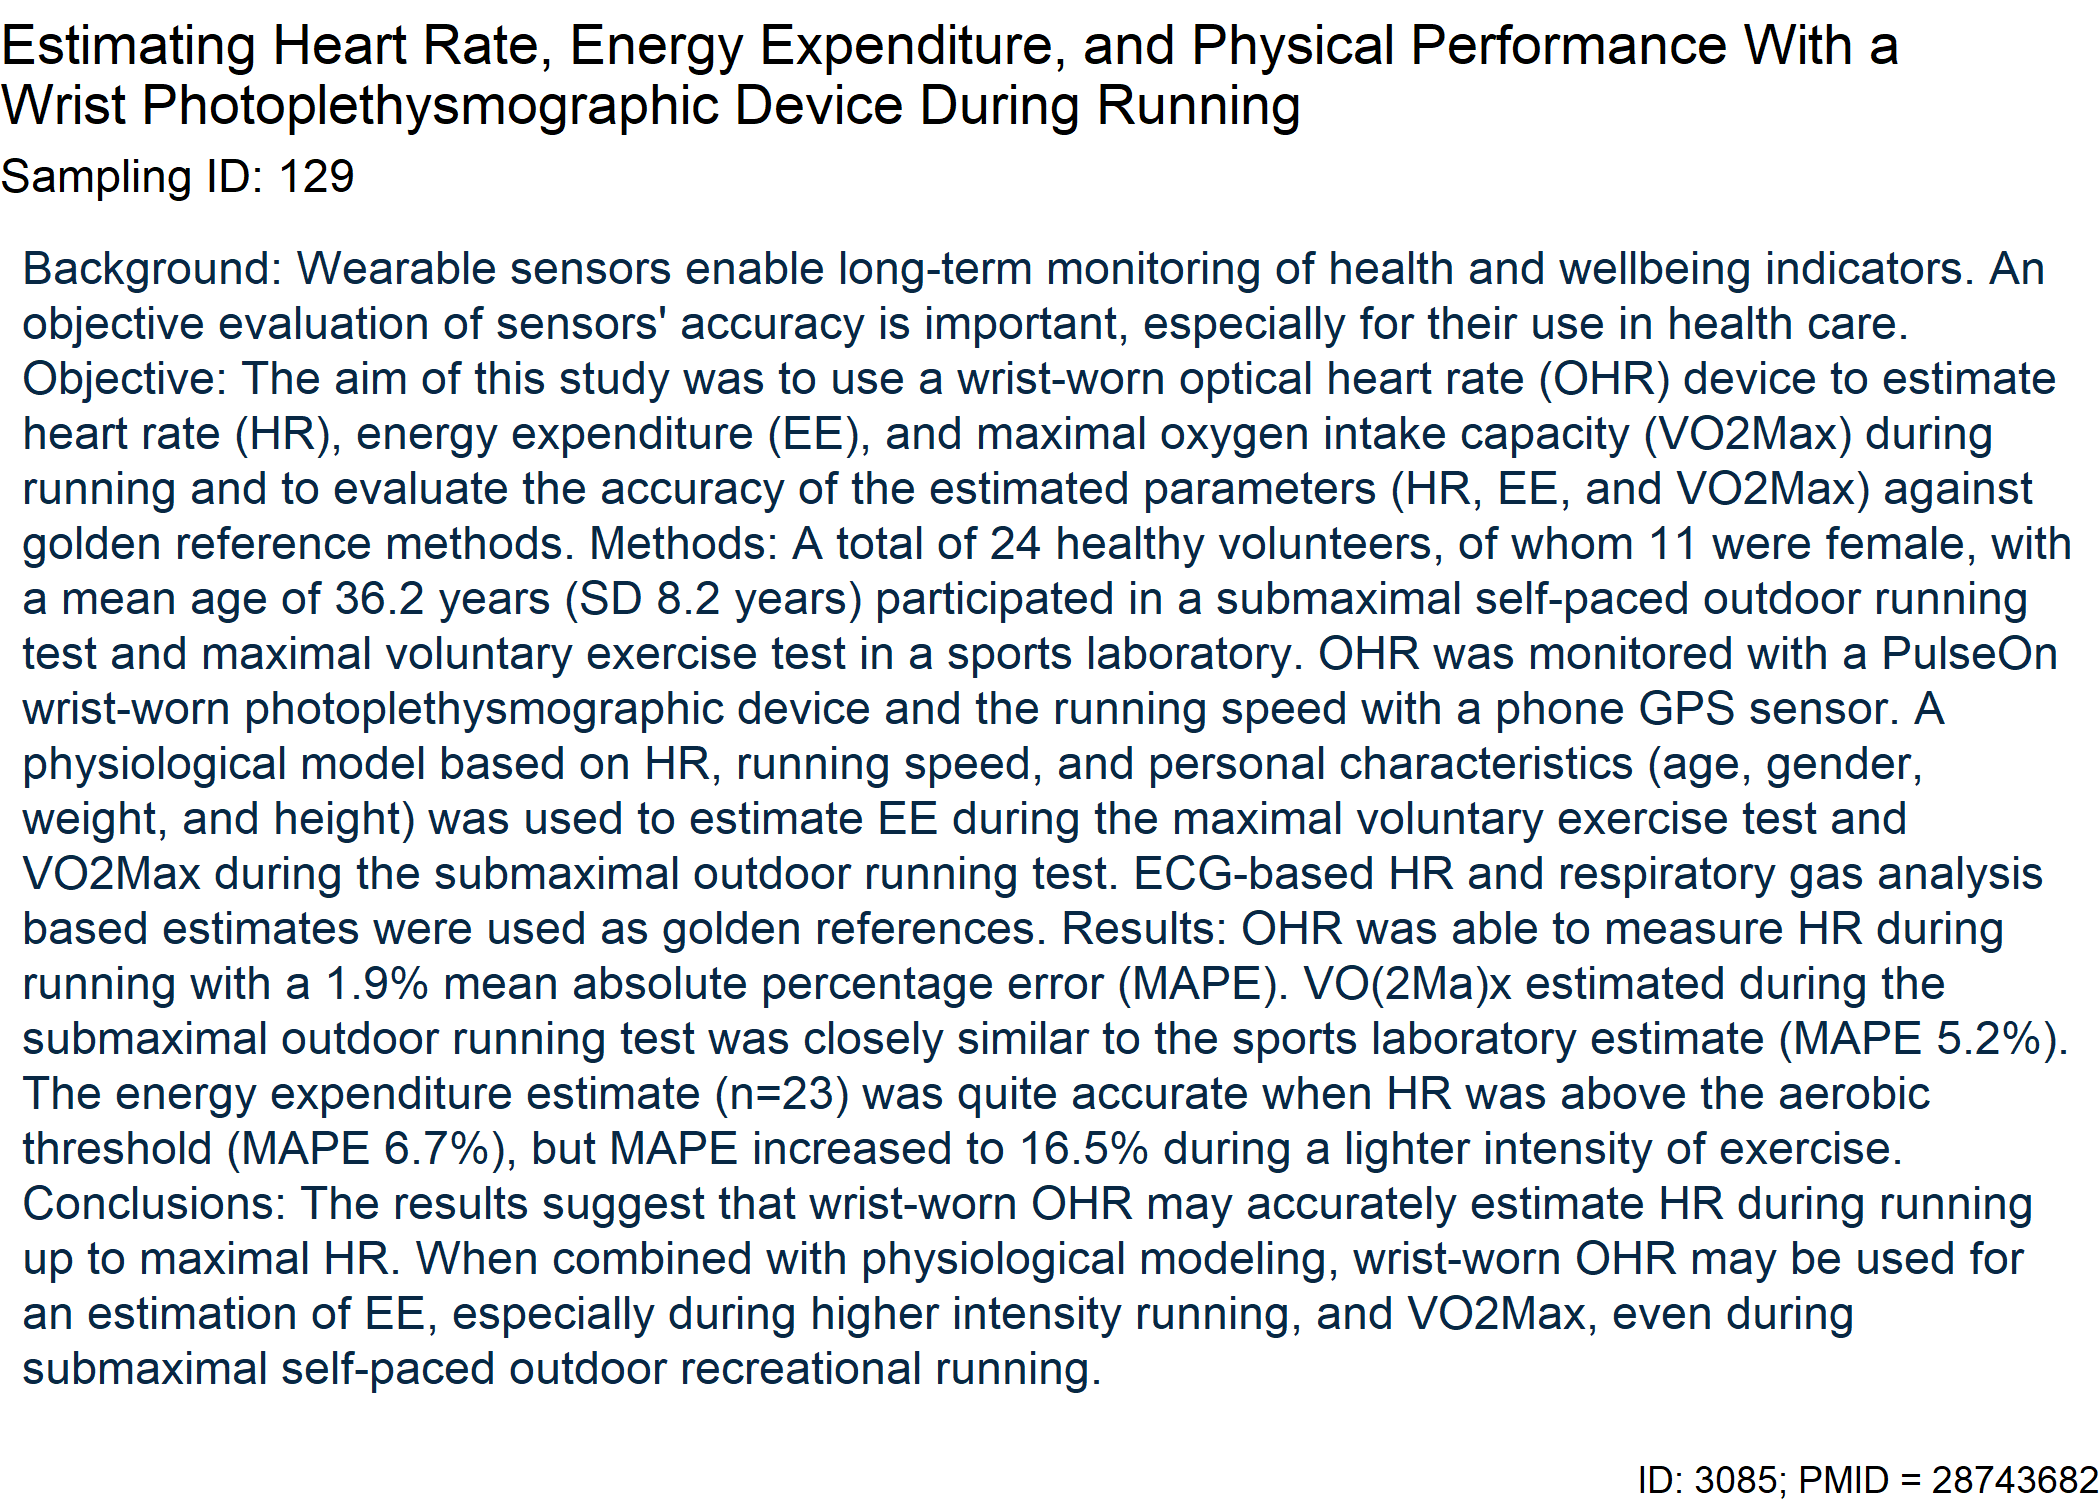 Estimating Heart Rate, Energy Expenditure, and Physical Performance With a
Wrist Photoplethysmographic Device During Running
Sampling ID: 129
Background: Wearable sensors enable long-term monitoring of health and wellbeing indicators. An
objective evaluation of sensors' accuracy is important, especially for their use in health care.
Objective: The aim of this study was to use a wrist-worn optical heart rate (OHR) device to estimate
heart rate (HR), energy expenditure (EE), and maximal oxygen intake capacity (VO2Max) during
running and to evaluate the accuracy of the estimated parameters (HR, EE, and VO2Max) against
golden reference methods. Methods: A total of 24 healthy volunteers, of whom 11 were female, with
a mean age of 36.2 years (SD 8.2 years) participated in a submaximal self-paced outdoor running
test and maximal voluntary exercise test in a sports laboratory. OHR was monitored with a PulseOn
wrist-worn photoplethysmographic device and the running speed with a phone GPS sensor. A
physiological model based on HR, running speed, and personal characteristics (age, gender,
weight, and height) was used to estimate EE during the maximal voluntary exercise test and
VO2Max during the submaximal outdoor running test. ECG-based HR and respiratory gas analysis
based estimates were used as golden references. Results: OHR was able to measure HR during
running with a 1.9% mean absolute percentage error (MAPE). VO(2Ma)x estimated during the
submaximal outdoor running test was closely similar to the sports laboratory estimate (MAPE 5.2%).
The energy expenditure estimate (n=23) was quite accurate when HR was above the aerobic
threshold (MAPE 6.7%), but MAPE increased to 16.5% during a lighter intensity of exercise.
Conclusions: The results suggest that wrist-worn OHR may accurately estimate HR during running
up to maximal HR. When combined with physiological modeling, wrist-worn OHR may be used for
an estimation of EE, especially during higher intensity running, and VO2Max, even during
submaximal self-paced outdoor recreational running.
ID: 3085; PMID = 28743682